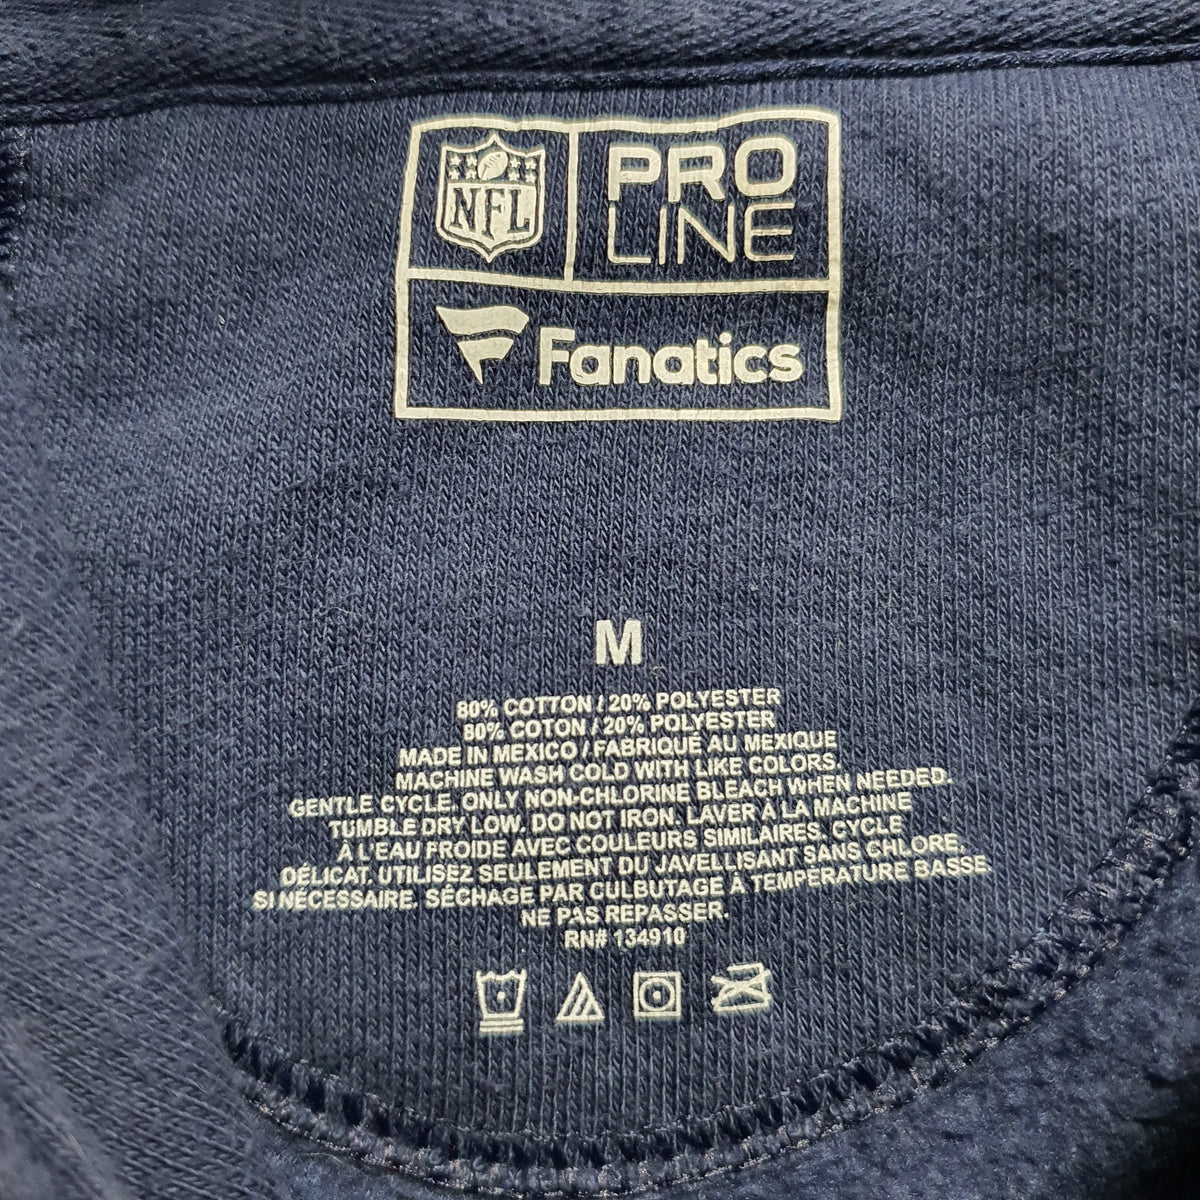 NFL
PRO
LINE
Fanatics
M
80% COTTON / 20% POLYESTER
80% COTON / 20% POLYESTER
MADE IN MEXICO / FABRIQUÉ AU MEXIQUE
MACHINE WASH COLD WITH LIKE COLORS.
GENTLE CYCLE. ONLY NON-CHLORINE BLEACH WHEN NEEDED.
TUMBLE DRY LOW. DO NOT IRON. LAVER À LA MACHINE
À L'EAU FROIDE AVEC COULEURS SIMILAIRES. CYCLE
DÉLICAT. UTILISEZ SEULEMENT DU JAVELLISANT SANS CHLORE,
SI NÉCESSAIRE. SÉCHAGE PAR CULBUTAGE À TEMPÉRATURE BASSE
NE PAS REPASSER.
RN# 134910